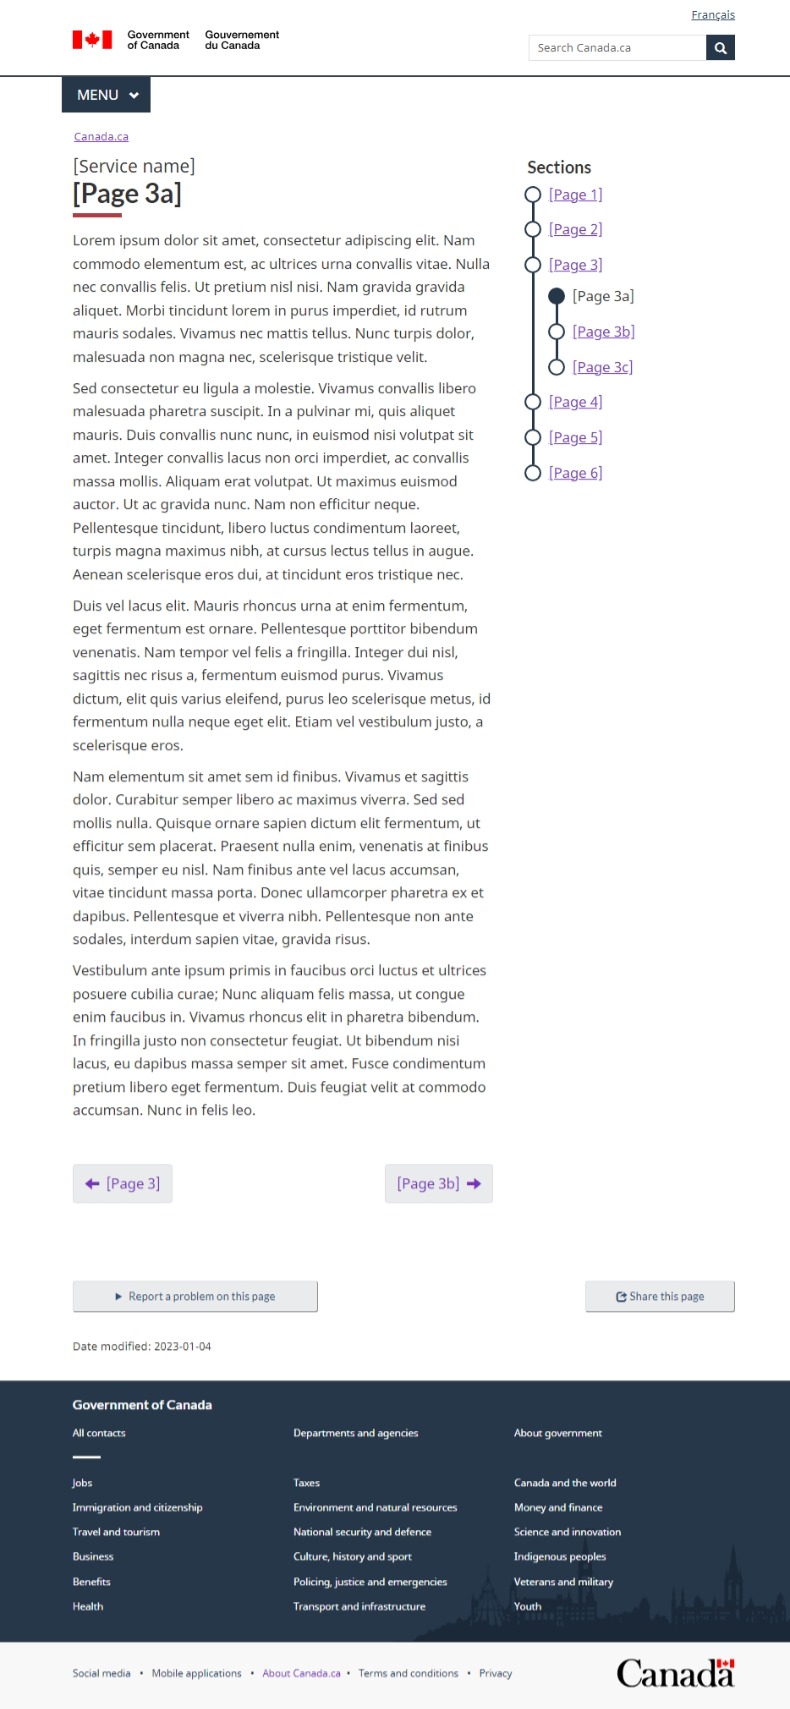 Français
Government of Canada
Gouvernement du Canada
Search Canada.ca
MENU
Canada.ca
[Service name]
[Page 3a]
Lorem ipsum dolor sit amet, consectetur adipiscing elit. Nam
commodo elementum est, ac ultrices urna convallis vitae. Nulla
nec convallis felis. Ut pretium nisl nisi. Nam gravida gravida
aliquet. Morbi tincidunt lorem in purus imperdiet, id rutrum
mauris sodales. Vivamus nec mattis tellus. Nunc turpis dolor,
malesuada non magna nec, scelerisque tristique velit.
Sed consectetur eu ligula a molestie. Vivamus convallis libero
malesuada pharetra suscipit. In a pulvinar mi, quis aliquet
mauris. Duis convallis nunc nunc, in euismod nisi volutpat sit
amet. Integer convallis lacus non orci imperdiet, ac convallis
massa mollis. Aliquam erat volutpat. Ut maximus euismod
auctor. Ut ac gravida nunc. Nam non efficitur neque.
Pellentesque tincidunt, libero luctus condimentum laoreet,
turpis magna maximus nibh, at cursus lectus tellus in augue.
Aenean scelerisque eros dui, at tincidunt eros tristique nec.
Duis vel lacus elit. Mauris rhoncus urna at enim fermentum,
eget fermentum est ornare. Pellentesque porttitor bibendum
venenatis. Nam tempor vel felis a fringilla. Integer dui nisl,
sagittis nec risus a, fermentum euismod purus. Vivamus
dictum, elit quis varius eleifend, purus leo scelerisque metus, id
fermentum nulla neque eget elit. Etiam vel vestibulum justo, a
scelerisque eros.
Nam elementum sit amet sem id finibus. Vivamus et sagittis
dolor. Curabitur semper libero ac maximus viverra. Sed sed
mollis nulla. Quisque ornare sapien dictum elit fermentum, ut
efficitur sem placerat. Praesent nulla enim, venenatis at finibus
quis, semper eu nisl. Nam finibus ante vel lacus accumsan,
vitae tincidunt massa porta. Donec ullamcorper pharetra ex et
dapibus. Pellentesque et viverra nibh. Pellentesque non ante
sodales, interdum sapien vitae, gravida risus.
Vestibulum ante ipsum primis in faucibus orci luctus et ultrices
posuere cubilia curae; Nunc aliquam felis massa, ut congue
enim faucibus in. Vivamus rhoncus elit in pharetra bibendum.
In fringilla justo non consectetur feugiat. Ut bibendum nisi
lacus, eu dapibus massa semper sit amet. Fusce condimentum
pretium libero eget fermentum. Duis feugiat velit at commodo
accumsan. Nunc in felis leo.
Sections
[Page 1]
[Page 2]
[Page 3]
[Page 3a]
[Page 3b]
[Page 3c]
[Page 4]
[Page 5]
[Page 6]
[Page 3]
[Page 3b]
Report a problem on this page
Share this page
Date modified: 2023-01-04
Government of Canada
All contacts
Departments and agencies
About government
Jobs
Taxes
Canada and the world
Immigration and citizenship
Environment and natural resources
Money and finance
Travel and tourism
National security and defence
Science and innovation
Business
Culture, history and sport
Indigenous peoples
Benefits
Policing, justice and emergencies
Veterans and military
Health
Transport and infrastructure
Youth
Social media • Mobile applications • About Canada.ca • Terms and conditions • Privacy
Canada